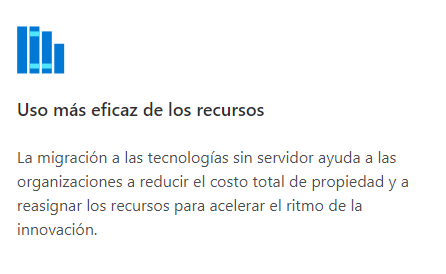 Uso más eficaz de los recursos
La migración a las tecnologías sin servidor ayuda a las
organizaciones a reducir el costo total de propiedad y a
reasignar los recursos para acelerar el ritmo de la
innovación.